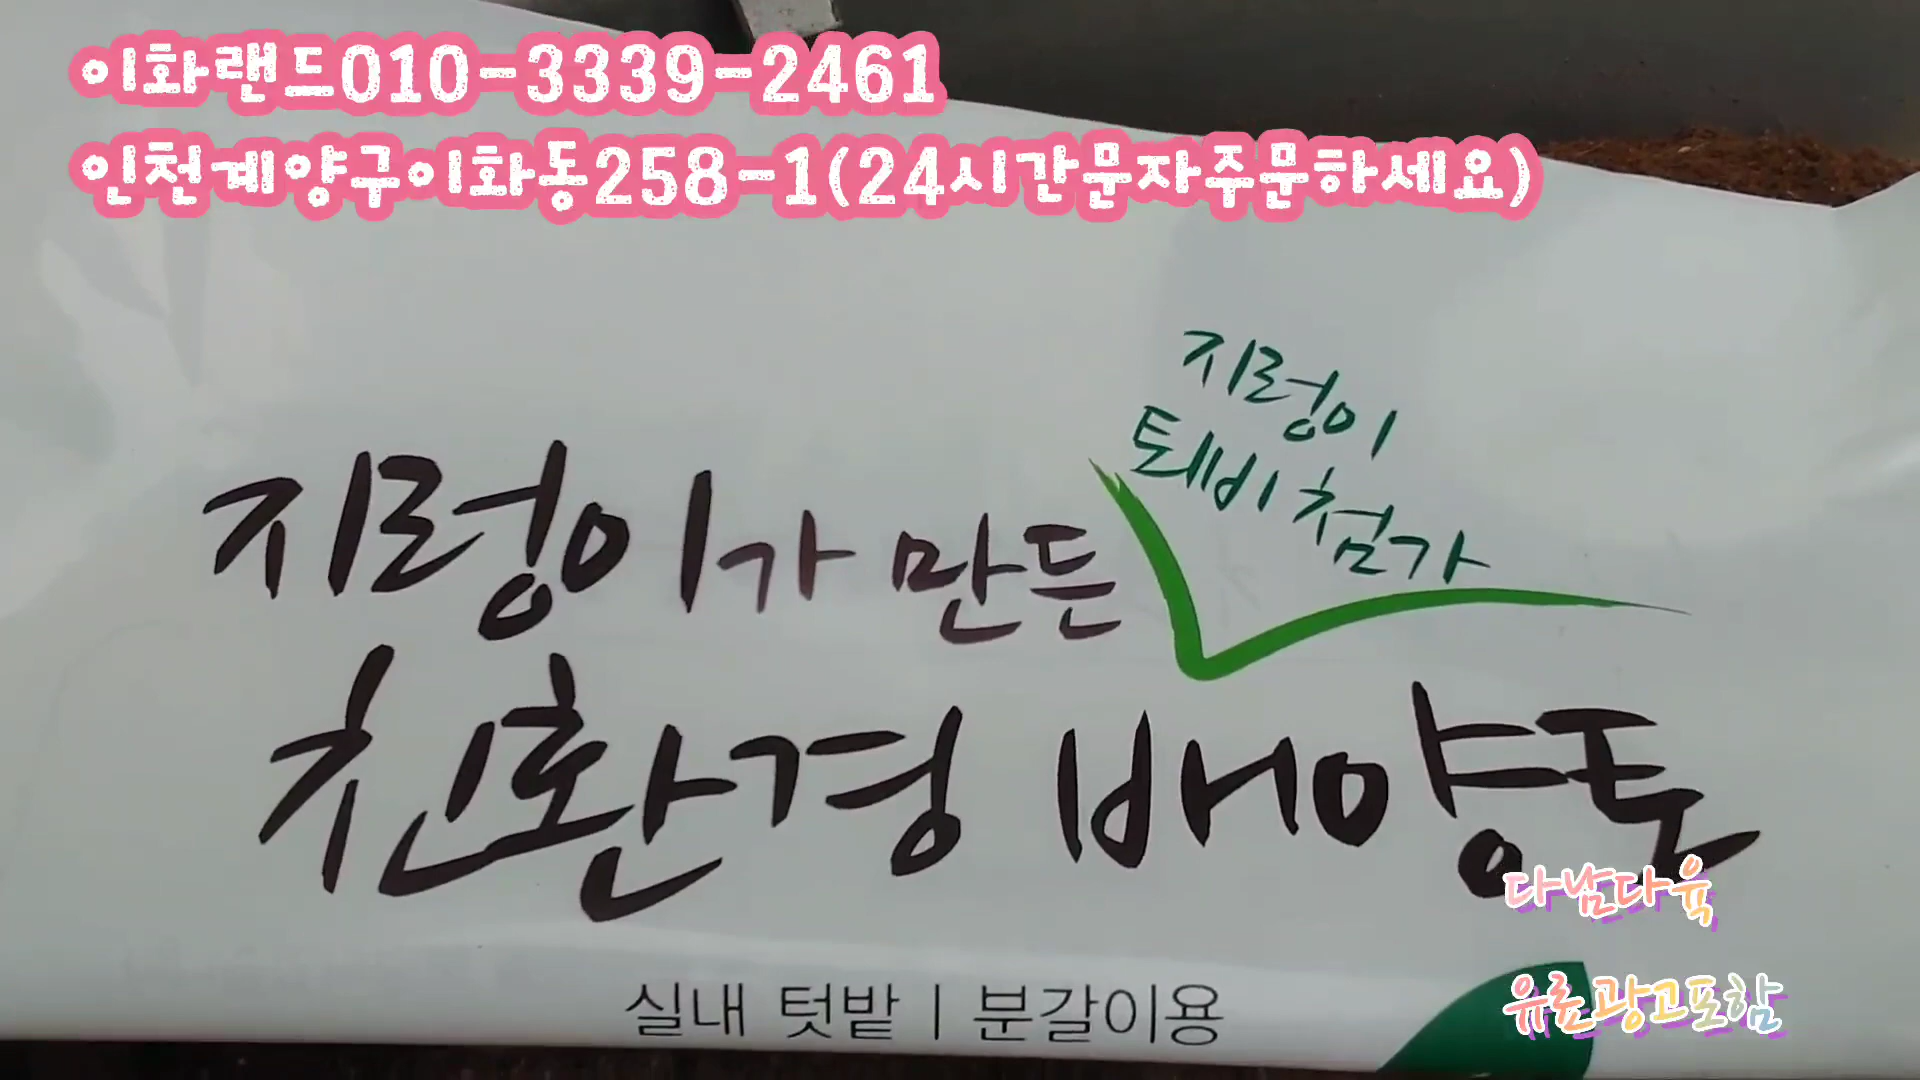 이화랜드010-3339-2461
인천계양구이화동258-1(24시간문자주문하세요)
지렁이
퇴비 첨가
지렁이가 만든
친환경 배양토
다남다육
실내 텃밭 | 분갈이용
유료광고포함